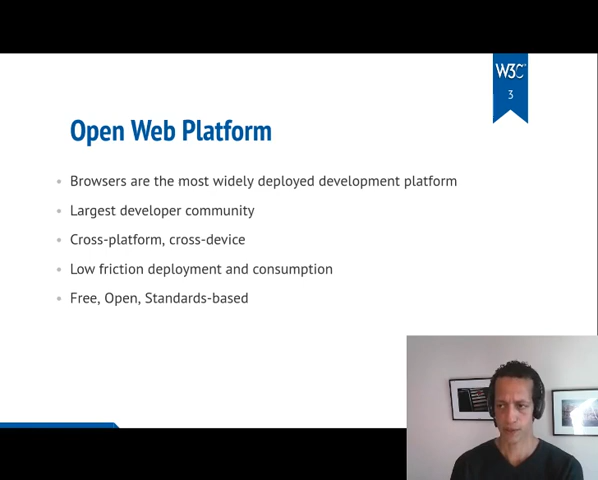 W3C
3
Open Web Platform
Browsers are the most widely deployed development platform
Largest developer community
Cross-platform, cross-device
Low friction deployment and consumption
Free, Open, Standards-based